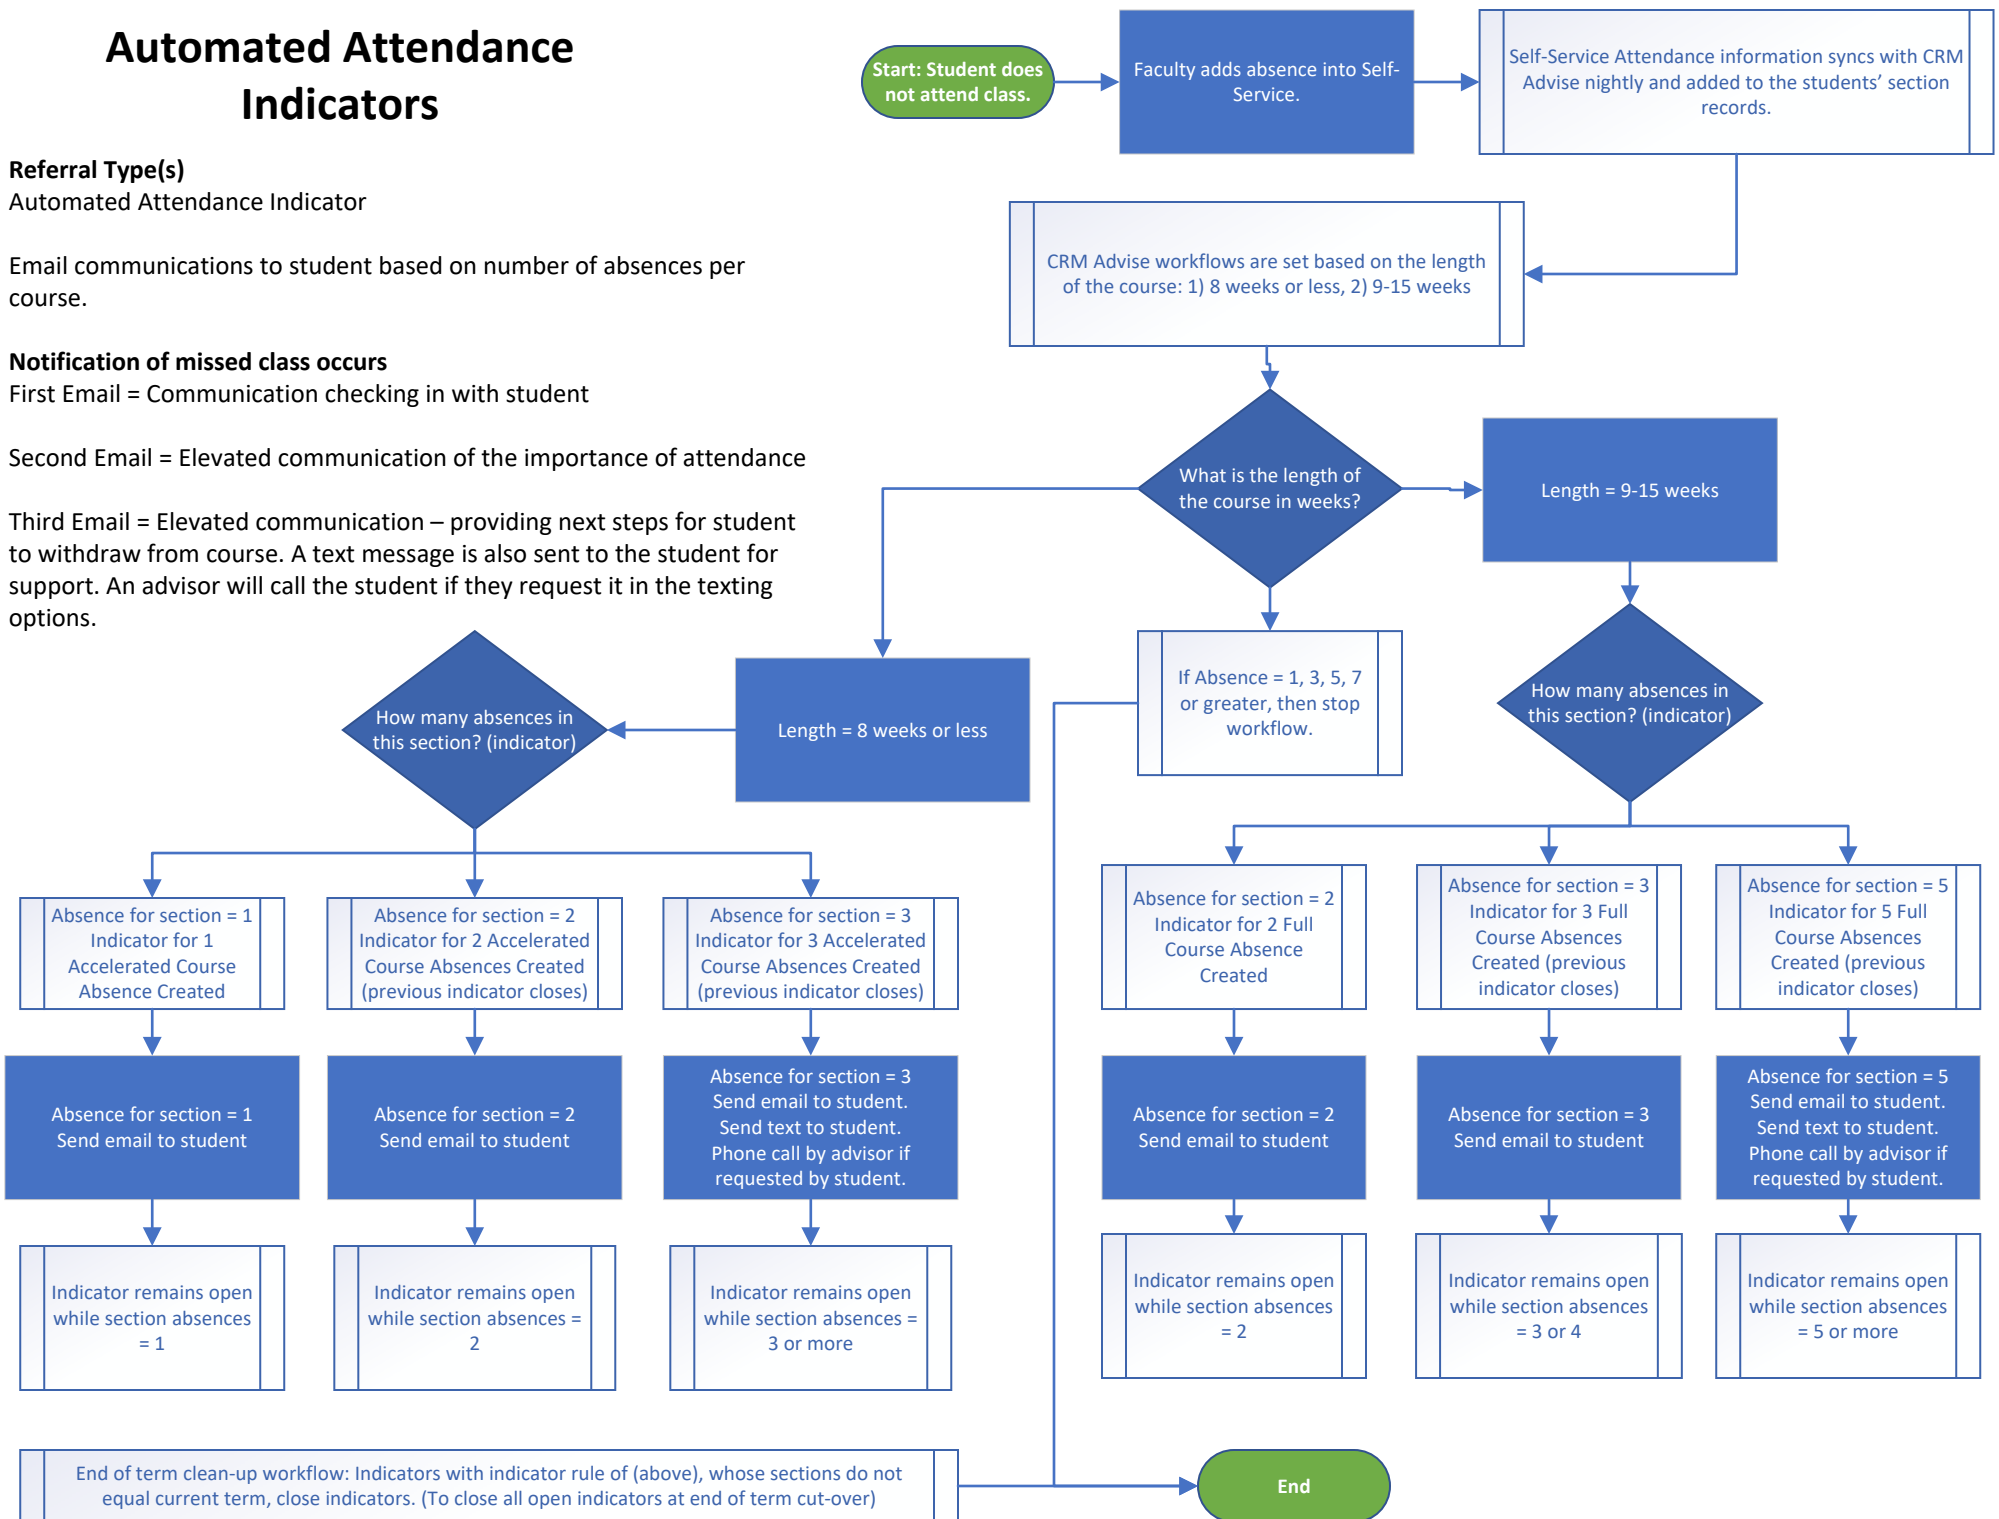 Automated Attendance
Indicators
Referral Type(s)
Automated Attendance Indicator
Email communications to student based on number of absences per
course.
Notification of missed class occurs
First Email = Communication checking in with student
Second Email = Elevated communication of the importance of attendance
Third Email = Elevated communication – providing next steps for student
to withdraw from course. A text message is also sent to the student for
support. An advisor will call the student if they request it in the texting
options.
Start: Student does
not attend class.
Faculty adds absence into Self-
Service.
Self-Service Attendance information syncs with CRM
Advise nightly and added to the students’ section
records.
CRM Advise workflows are set based on the length
of the course: 1) 8 weeks or less, 2) 9-15 weeks
What is the length of
the course in weeks?
Length = 9-15 weeks
If Absence = 1, 3, 5, 7
or greater, then stop
workflow.
Length = 8 weeks or less
How many absences in
this section? (indicator)
How many absences in
this section? (indicator)
Absence for section = 1
Indicator for 1
Accelerated Course
Absence Created
Absence for section = 2
Indicator for 2 Accelerated
Course Absences Created
(previous indicator closes)
Absence for section = 3
Indicator for 3 Accelerated
Course Absences Created
(previous indicator closes)
Absence for section = 2
Indicator for 2 Full
Course Absence
Created
Absence for section = 3
Indicator for 3 Full
Course Absences
Created (previous
indicator closes)
Absence for section = 5
Indicator for 5 Full
Course Absences
Created (previous
indicator closes)
Absence for section = 1
Send email to student
Absence for section = 2
Send email to student
Absence for section = 3
Send email to student.
Send text to student.
Phone call by advisor if
requested by student.
Absence for section = 2
Send email to student
Absence for section = 3
Send email to student
Absence for section = 5
Send email to student.
Send text to student.
Phone call by advisor if
requested by student.
Indicator remains open
while section absences
= 1
Indicator remains open
while section absences =
2
Indicator remains open
while section absences =
3 or more
Indicator remains open
while section absences
= 2
Indicator remains open
while section absences
= 3 or 4
Indicator remains open
while section absences
= 5 or more
End of term clean-up workflow: Indicators with indicator rule of (above), whose sections do not
equal current term, close indicators. (To close all open indicators at end of term cut-over)
End